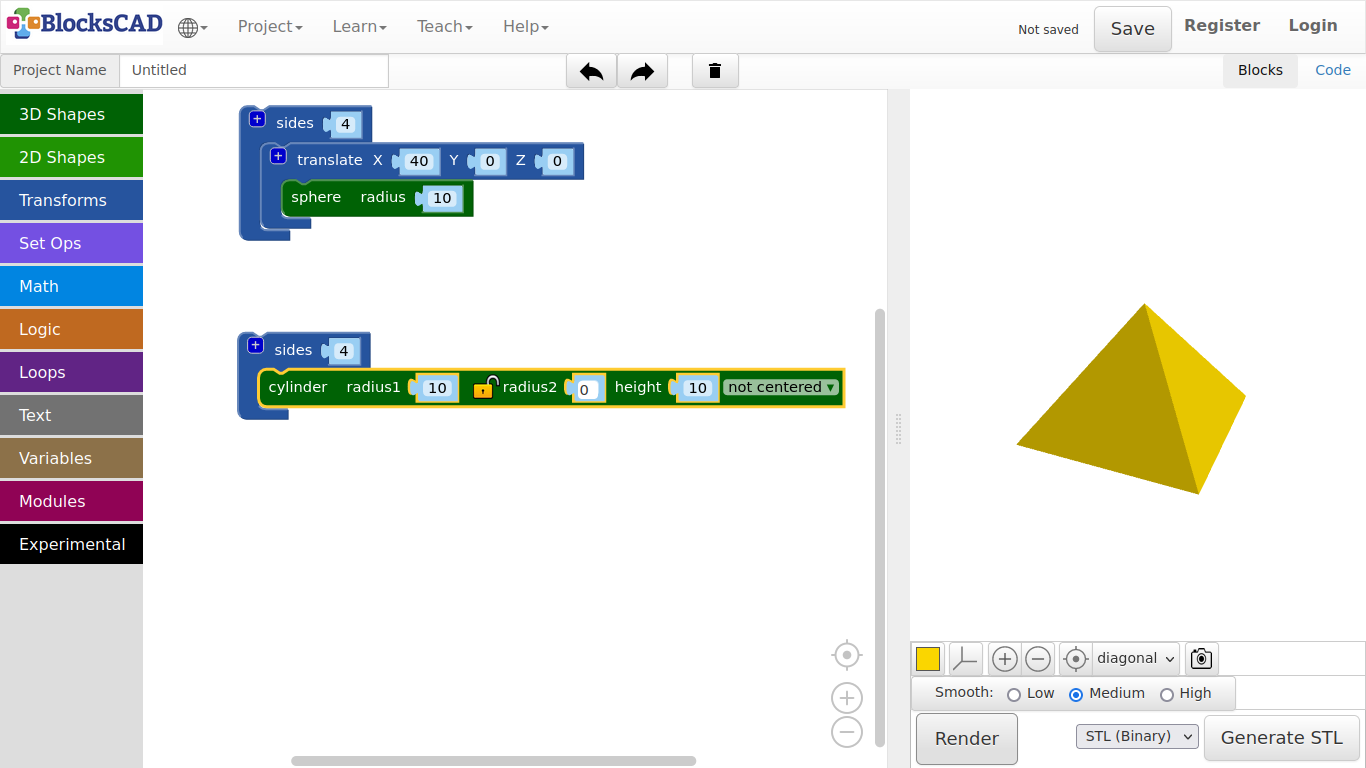 BlocksCAD Project Learn Teach Help Not saved Save Register Login
Project Name Untitled Blocks Code
3D Shapes
2D Shapes
Transforms
Set Ops
Math
Logic
Loops
Text
Variables
Modules
Experimental
+ sides 4
+ translate X 40 Y 0 Z 0
sphere radius 10
+ sides 4
cylinder radius1 10 radius2 0 height 10 not centered ▾
diagonal
Smooth: Low Medium High
Render STL (Binary) Generate STL